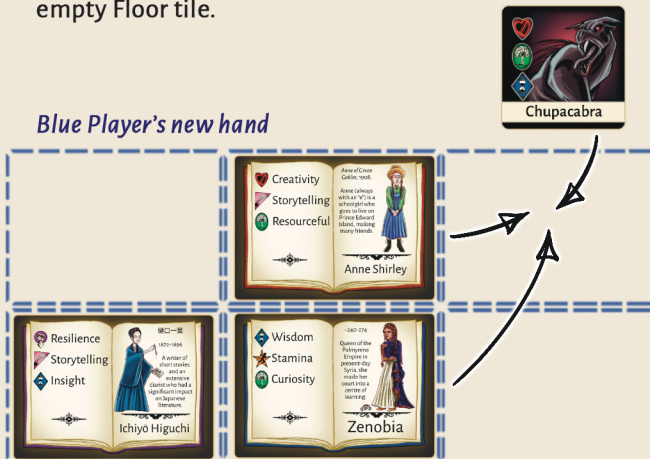 empty Floor tile.
Chupacabra
Blue Player's new hand
Creativity
Storytelling
Resourceful
Anne of Green
Gables, 1908.
Anne (always
with an "e") is a
schoolgirl who
goes to live on
Prince Edward
Island, making
many friends.
Anne Shirley
Resilience
Storytelling
Insight
樋口一葉
1872-1896
A writer of
short stories
and an
extensive
diarist who had a
significant impact
on Japanese
literature.
Ichiyō Higuchi
Wisdom
Stamina
Curiosity
~240-274
Queen of the
Palmyrene
Empire in
present-day
Syria, she
made her
court into a
centre of
learning.
Zenobia